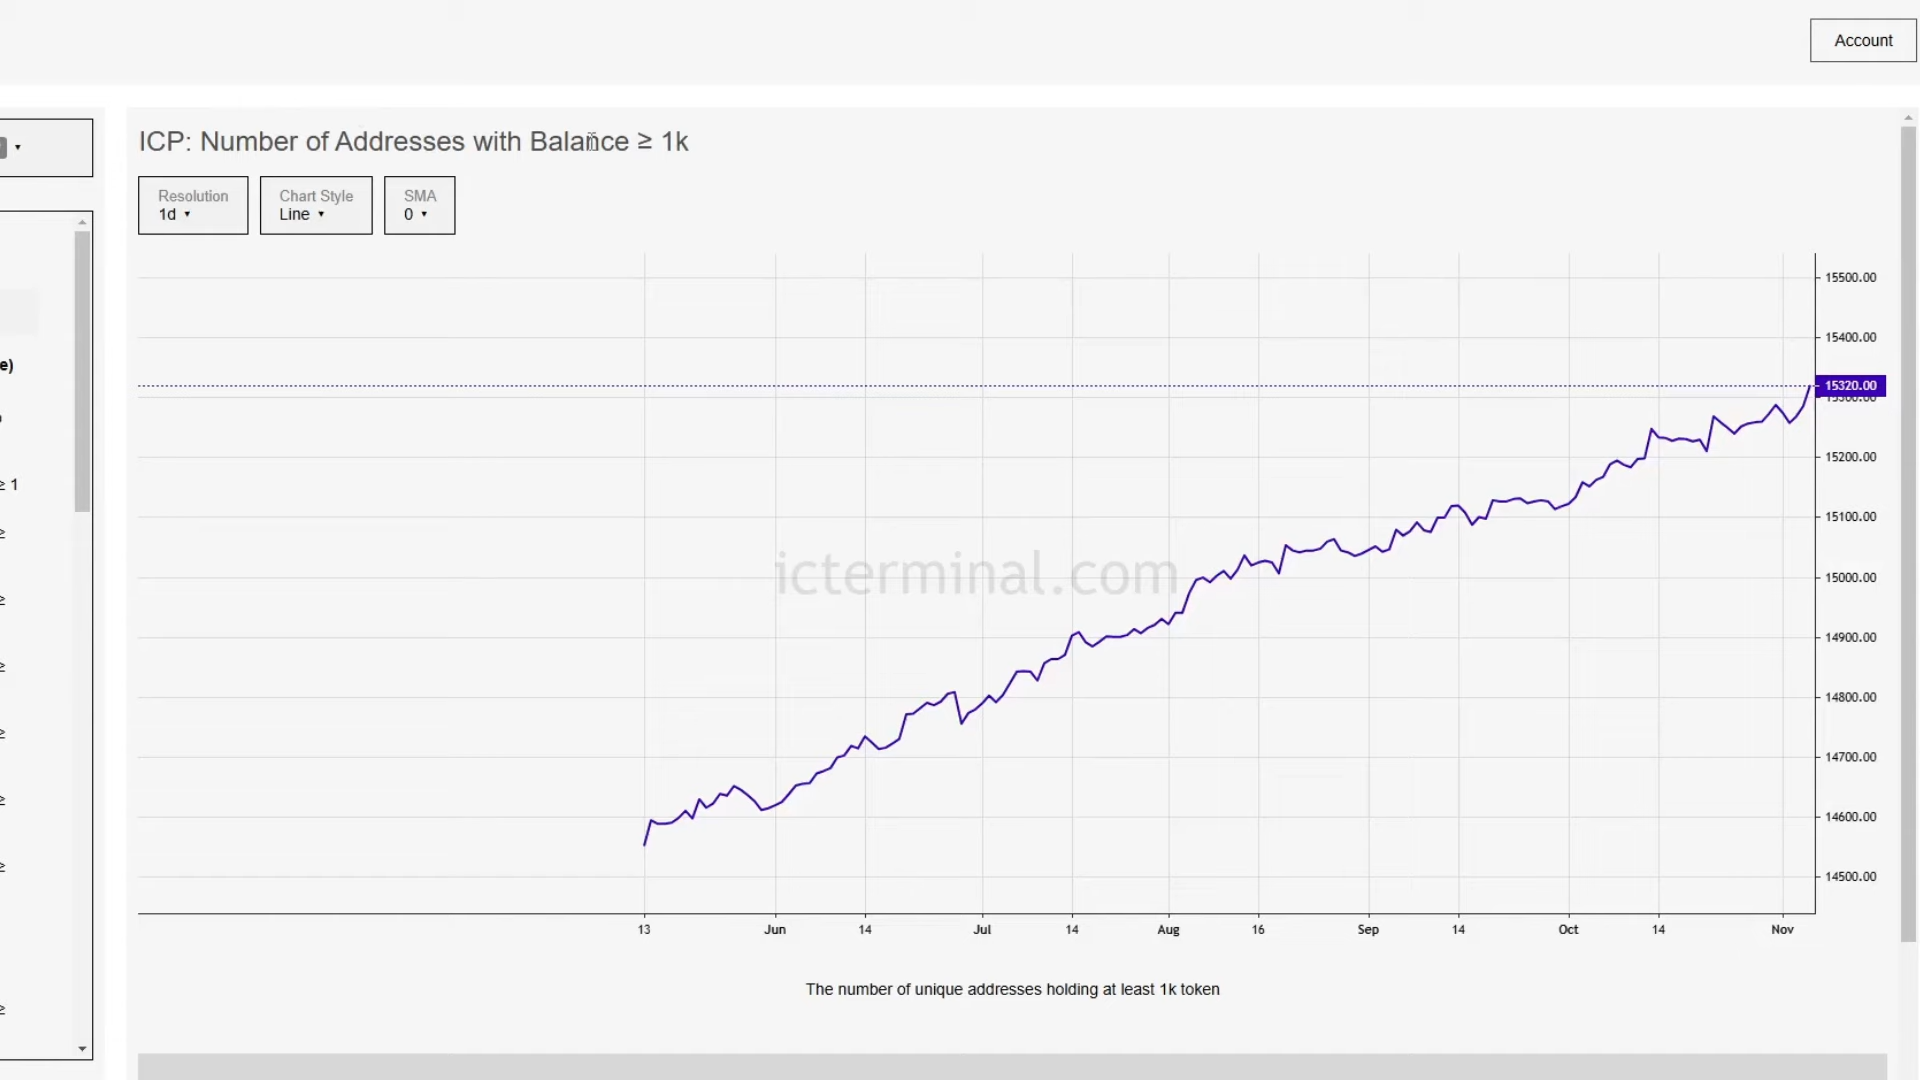 Account
ICP: Number of Addresses with Balance ≥ 1k
Resolution
1d
Chart Style
Line
SMA
0
e)
≥ 1
≥
≥
≥
≥
≥
≥
≥
15500.00
15400.00
15320.00
15300.00
15200.00
15100.00
15000.00
14900.00
14800.00
14700.00
14600.00
14500.00
icterminal.com
13 Jun 14 Jul 14 Aug 16 Sep 14 Oct 14 Nov
The number of unique addresses holding at least 1k token